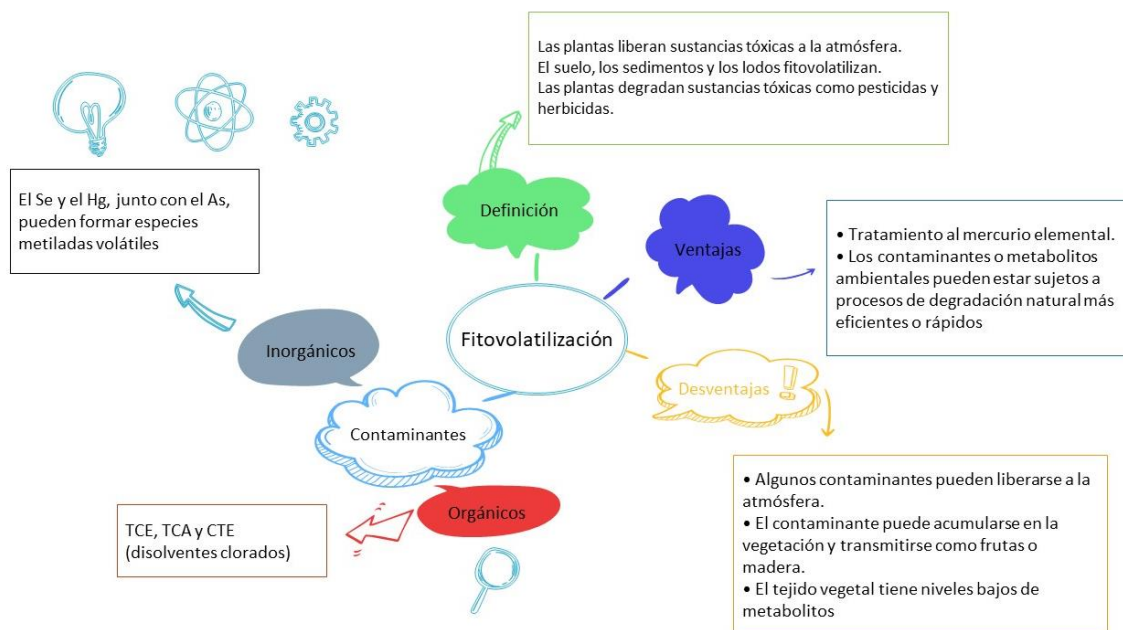 Las plantas liberan sustancias tóxicas a la atmósfera.
El suelo, los sedimentos y los lodos fitovolatilizan.
Las plantas degradan sustancias tóxicas como pesticidas y
herbicidas.
El Se y el Hg, junto con el As,
pueden formar especies
metiladas volátiles
Definición
Ventajas
• Tratamiento al mercurio elemental.
• Los contaminantes o metabolitos
ambientales pueden estar sujetos a
procesos de degradación natural más
eficientes o rápidos
Inorgánicos
Fitovolatilización
Desventajas
Contaminantes
• Algunos contaminantes pueden liberarse a la
atmósfera.
• El contaminante puede acumularse en la
vegetación y transmitirse como frutas o
madera.
• El tejido vegetal tiene niveles bajos de
metabolitos
Orgánicos
TCE, TCA y CTE
(disolventes clorados)